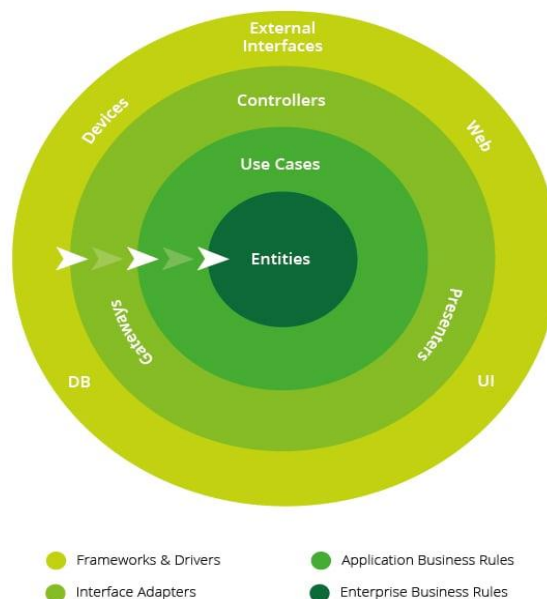 External
Interfaces
Controllers
Devices
Web
Use Cases
Entities
Gateways
Presenters
DB
UI
Frameworks & Drivers
Application Business Rules
Interface Adapters
Enterprise Business Rules